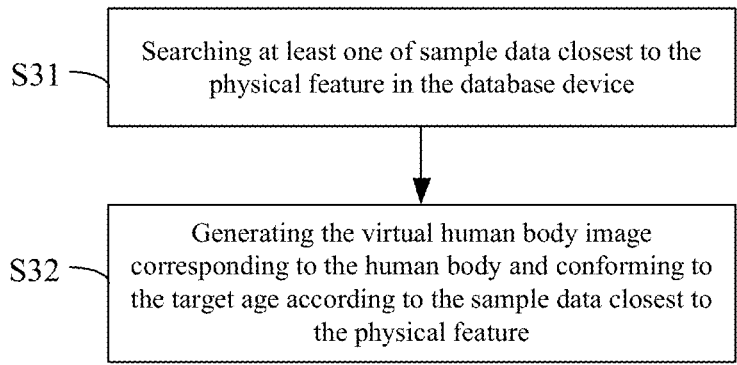 S31
Searching at least one of sample data closest to the
physical feature in the database device
S32
Generating the virtual human body image
corresponding to the human body and conforming to
the target age according to the sample data closest to
the physical feature